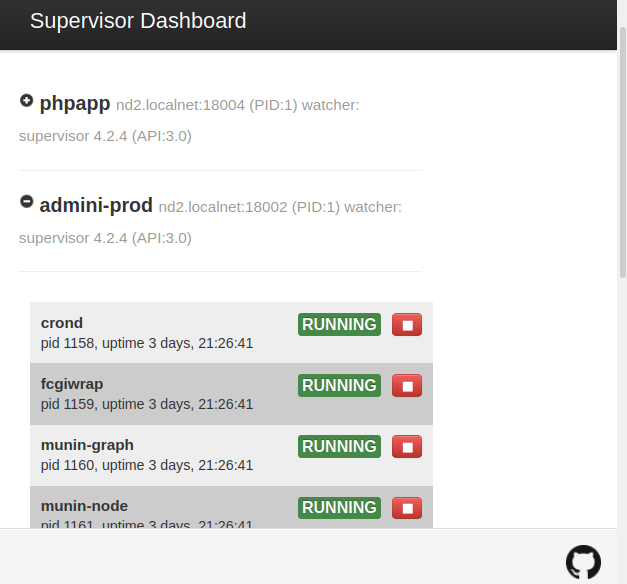 Supervisor Dashboard
phpapp nd2.localnet:18004 (PID:1) watcher:
supervisor 4.2.4 (API:3.0)
admini-prod nd2.localnet:18002 (PID:1) watcher:
supervisor 4.2.4 (API:3.0)
crond RUNNING
pid 1158, uptime 3 days, 21:26:41
fcgiwrap RUNNING
pid 1159, uptime 3 days, 21:26:41
munin-graph RUNNING
pid 1160, uptime 3 days, 21:26:41
munin-node RUNNING
pid 1161, uptime 3 days, 21:26:41